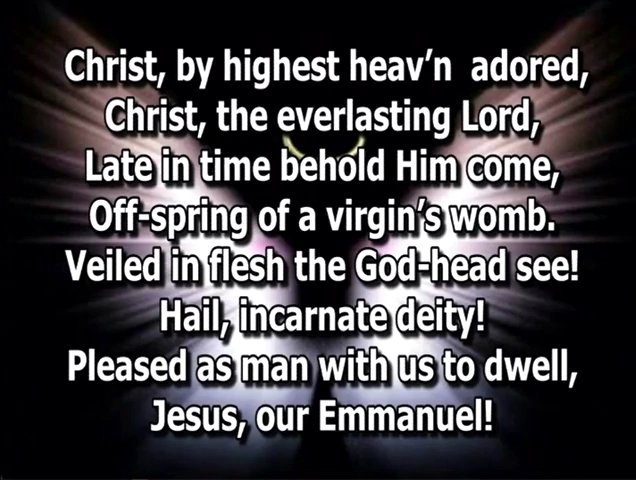 Christ, by highest heav'n adored,
Christ, the everlasting Lord,
Late in time behold Him come,
Off-spring of a virgin's womb.
Veiled in flesh the God-head see!
Hail, incarnate deity!
Pleased as man with us to dwell,
Jesus, our Emmanuel!